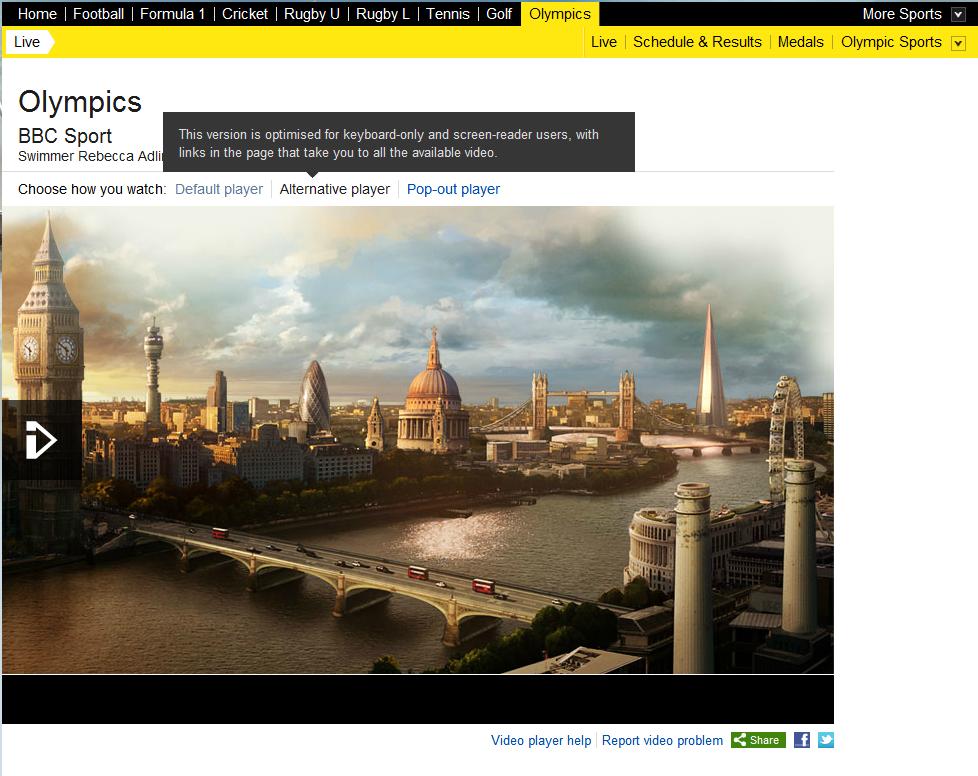 Home Football Formula 1 Cricket Rugby U Rugby L Tennis Golf Olympics More Sports
Live Live Schedule & Results Medals Olympic Sports
Olympics
BBC Sport
This version is optimised for keyboard-only and screen-reader users, with
links in the page that take you to all the available video.
Swimmer Rebecca
Choose how you watch: Default player Alternative player Pop-out player
Video player help Report video problem Share